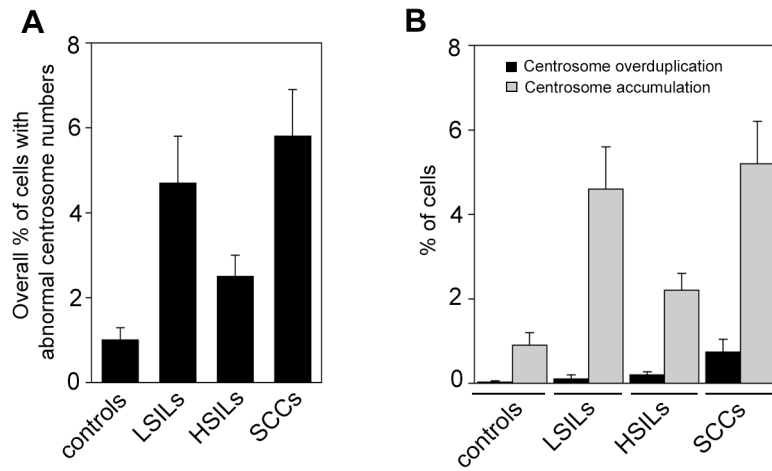 A
Overall % of cells with
abnormal centrosome numbers
8
6
4
2
0
controls
LSILs
HSILs
SCCs
B
% of cells
8
6
4
2
0
Centrosome overduplication
Centrosome accumulation
controls
LSILs
HSILs
SCCs